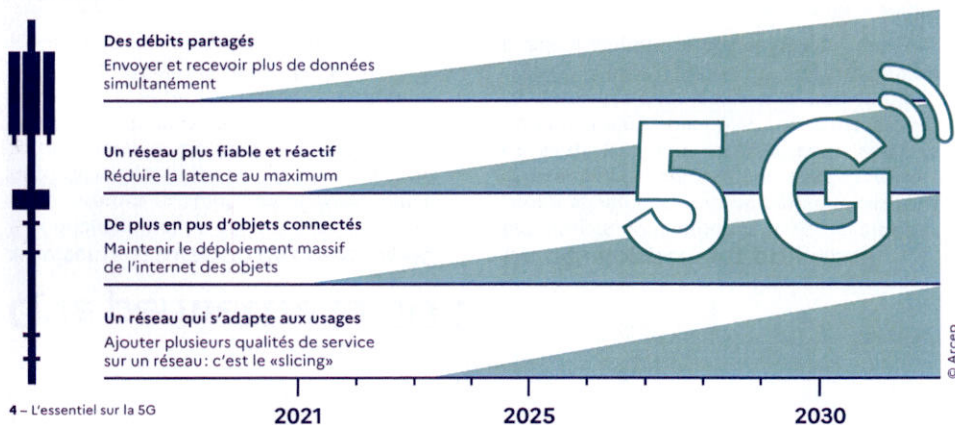 Des débits partagés
Envoyer et recevoir plus de données
simultanément
Un réseau plus fiable et réactif
Réduire la latence au maximum
De plus en pus d'objets connectés
Maintenir le déploiement massif
de l'internet des objets
Un réseau qui s'adapte aux usages
Ajouter plusieurs qualités de service
sur un réseau : c'est le «slicing»
5G
© Arcep
4 – L'essentiel sur la 5G
2021 2025 2030